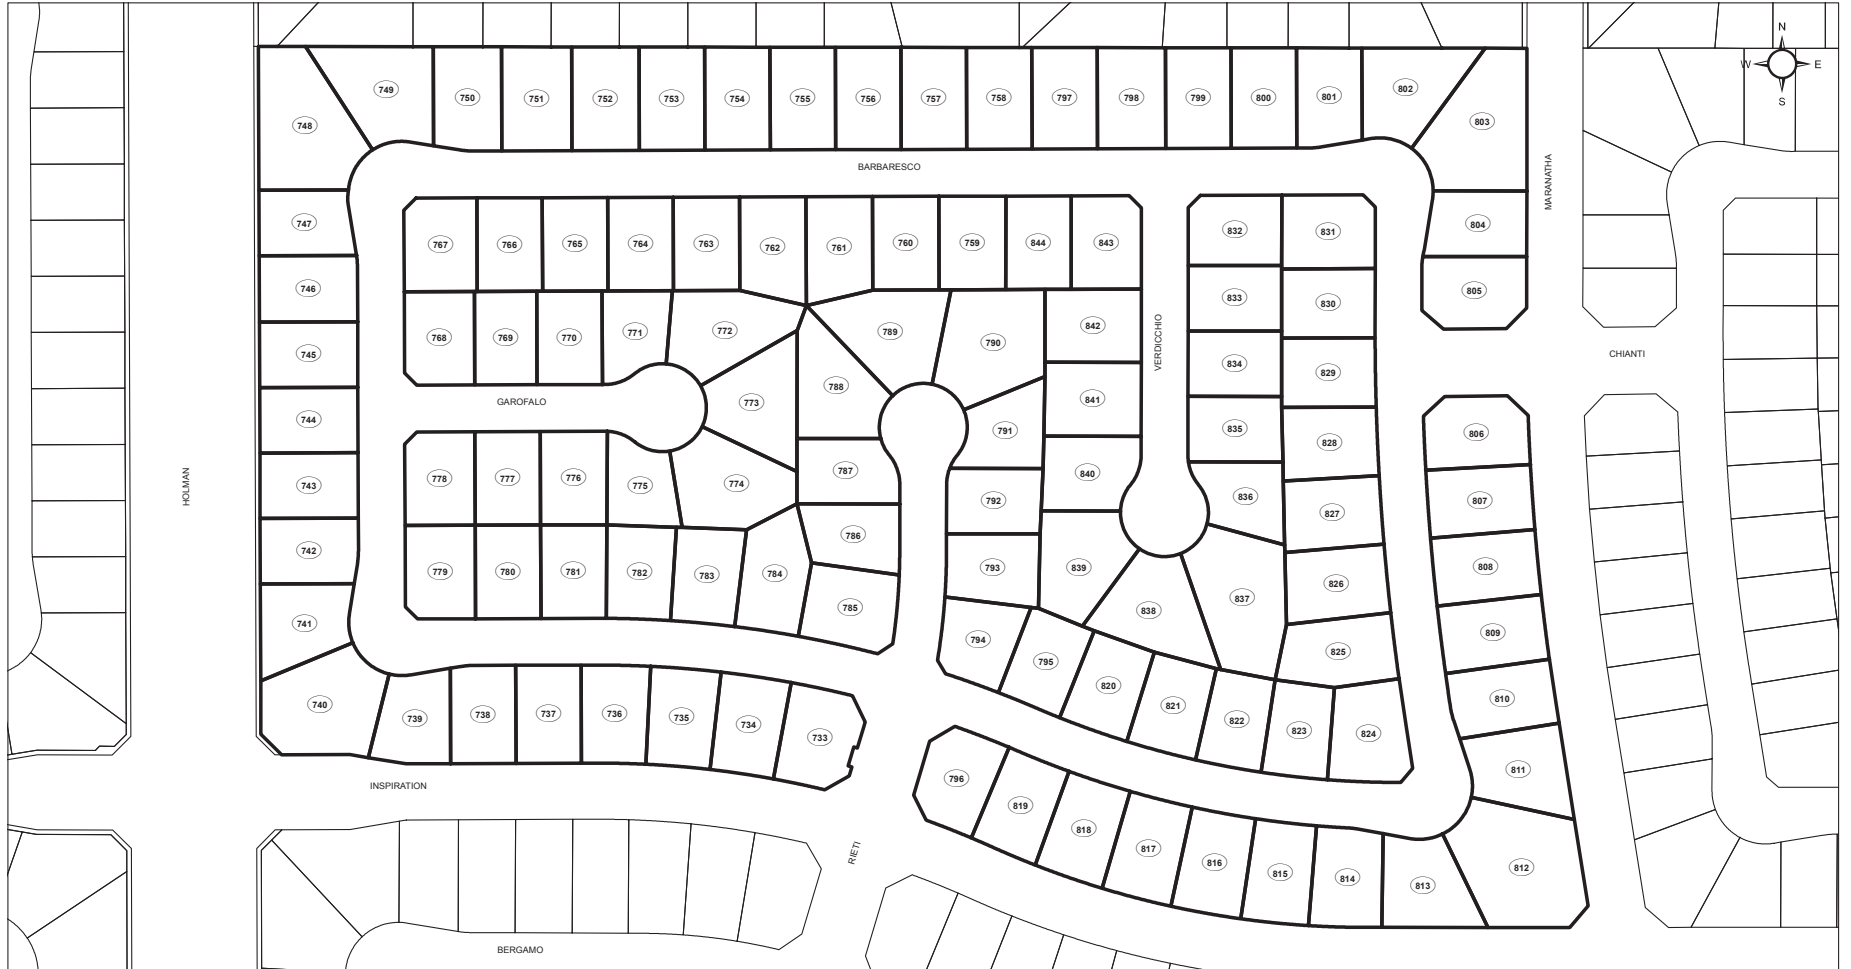 N
W E
S
749 750 751 752 753 754 755 756 757 758 797 798 799 800 801 802
748 803
BARBARESCO
MARANATHA
747 767 766 765 764 763 762 761 760 759 844 843 832 831 804
746 833 830 805
745 768 769 770 771 772 789 790 842 VERDICCHIO 834 829 CHIANTI
744 GAROFALO 773 788 791 841 835 828 806
743 HOLMAN 778 777 776 775 774 787 792 840 836 827 807
742 779 780 781 782 783 784 786 793 839 826 808
741 785 794 838 837 825 809
740 739 738 737 736 735 734 733 795 820 821 822 823 824 810
INSPIRATION 796 819 818 817 816 815 814 813 812 811
RIETI
BERGAMO